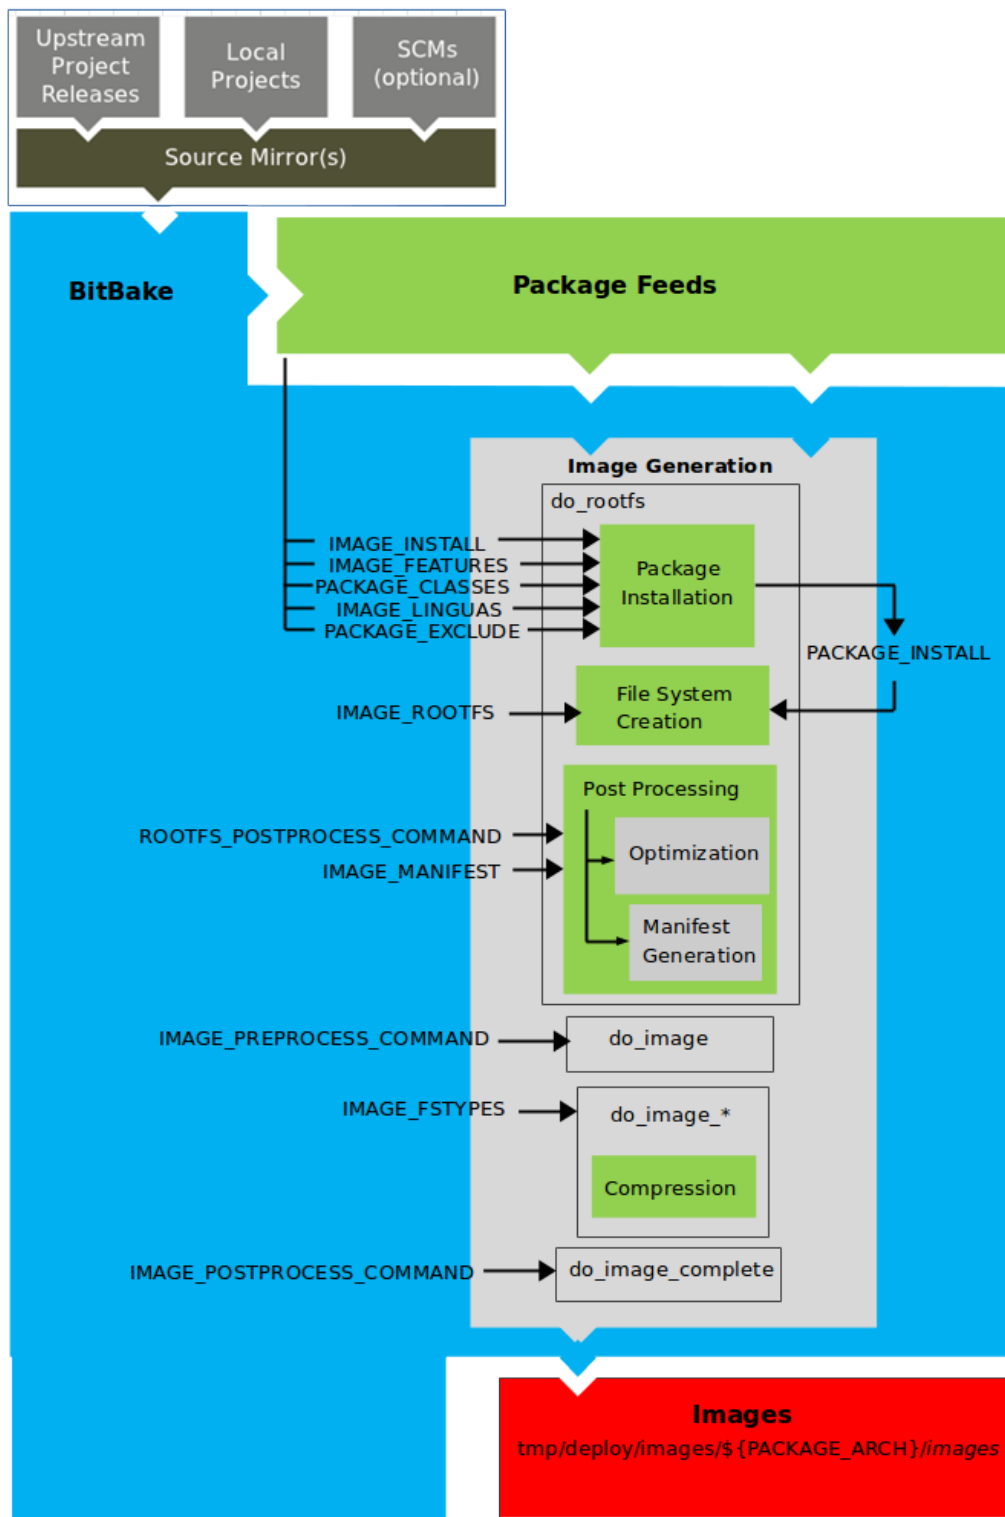 Upstream
Project
Releases
Local
Projects
SCMs
(optional)
Source Mirror(s)
BitBake
Package Feeds
Image Generation
do_rootfs
IMAGE_INSTALL
IMAGE_FEATURES
PACKAGE_CLASSES
IMAGE_LINGUAS
PACKAGE_EXCLUDE
Package
Installation
PACKAGE_INSTALL
IMAGE_ROOTFS
File System
Creation
Post Processing
ROOTFS_POSTPROCESS_COMMAND
IMAGE_MANIFEST
Optimization
Manifest
Generation
IMAGE_PREPROCESS_COMMAND
do_image
IMAGE_FSTYPES
do_image_*
Compression
IMAGE_POSTPROCESS_COMMAND
do_image_complete
Images
tmp/deploy/images/${PACKAGE_ARCH}/images